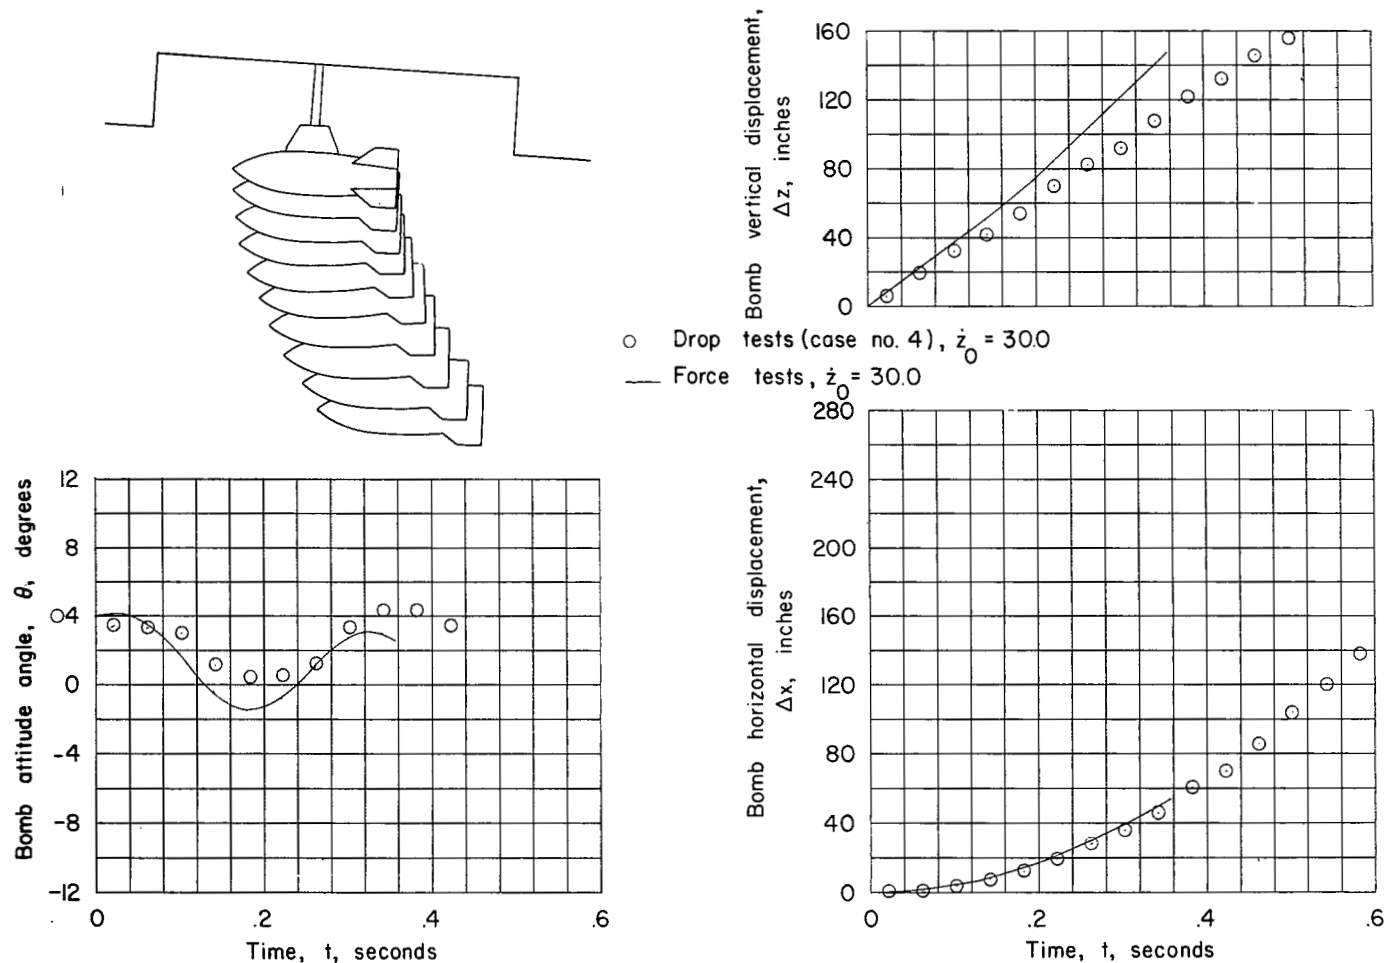 Bomb vertical displacement,
Δz, inches
160
120
80
40
0
○ Drop tests (case no. 4), ż₀ = 30.0
— Force tests, ż₀ = 30.0
Bomb attitude angle, θ, degrees
12
8
4
0
-4
-8
-12
0 .2 .4 .6
Time, t, seconds
Bomb horizontal displacement,
Δx, inches
280
240
200
160
120
80
40
0
0 .2 .4 .6
Time, t, seconds